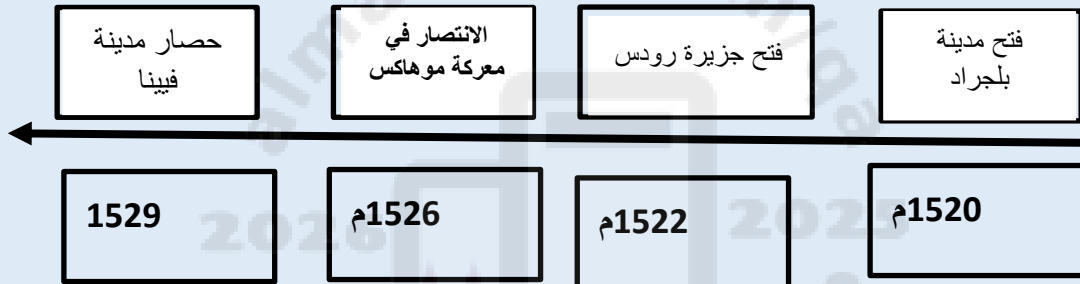 فتح مدينة
بلجراد
فتح جزيرة رودس
الانتصار في
معركة موهاكس
حصار مدينة
فيينا
1520م
1522م
1526م
1529